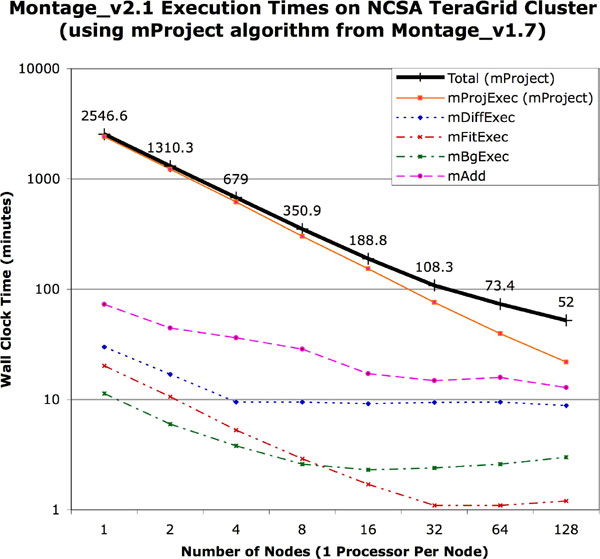 Montage_v2.1 Execution Times on NCSA TeraGrid Cluster
(using mProject algorithm from Montage_v1.7)
10000
1000
100
10
1
Wall Clock Time (minutes)
2546.6
1310.3
679
350.9
188.8
108.3
73.4
52
Total (mProject)
mProjExec (mProject)
mDiffExec
mFitExec
mBgExec
mAdd
1 2 4 8 16 32 64 128
Number of Nodes (1 Processor Per Node)